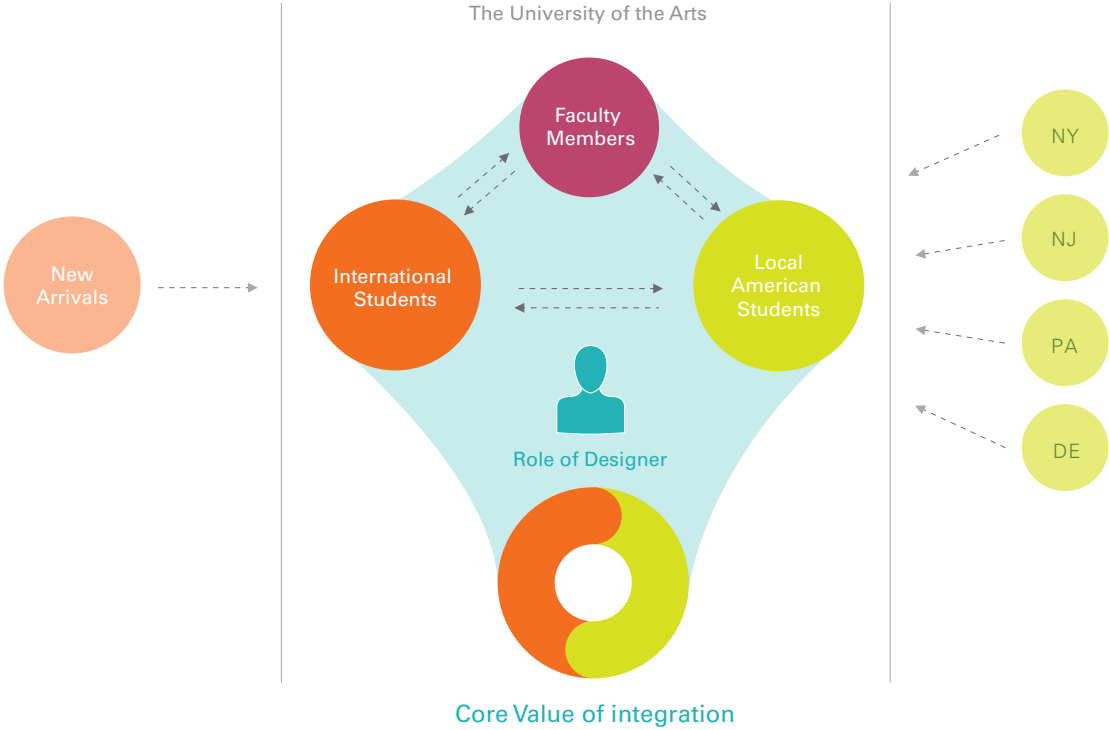 The University of the Arts
Faculty
Members
New
Arrivals
International
Students
Local
American
Students
NY
NJ
PA
DE
Role of Designer
Core Value of integration